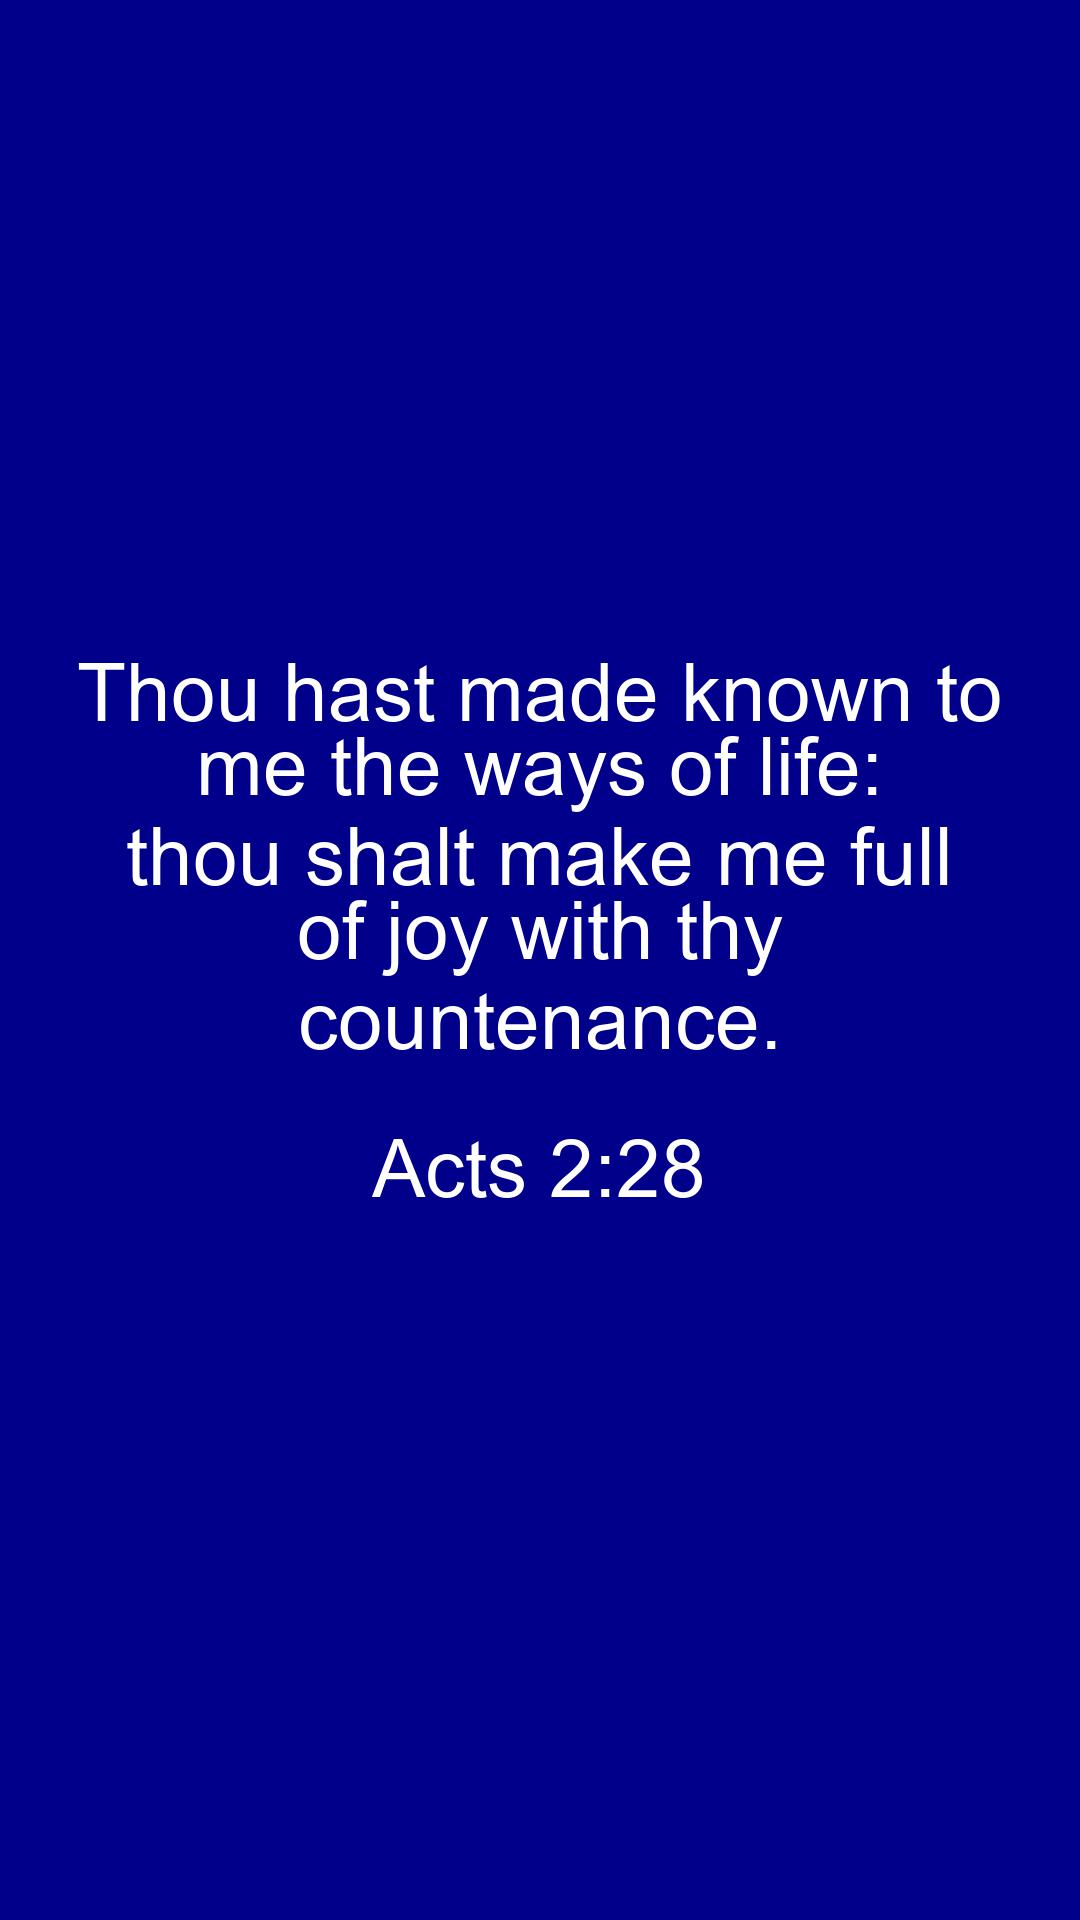 Thou hast made known to
me the ways of life:
thou shalt make me full
of joy with thy
countenance.
Acts 2:28